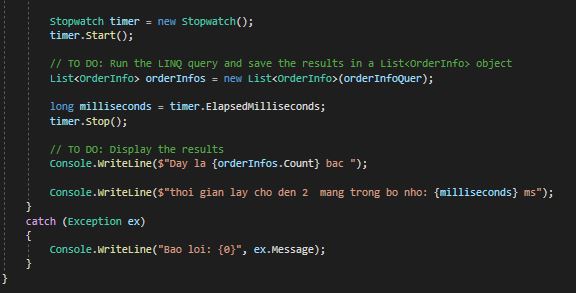 Stopwatch timer = new Stopwatch();
timer.Start();
// TO DO: Run the LINQ query and save the results in a List<OrderInfo> object
List<OrderInfo> orderInfos = new List<OrderInfo>(orderInfoQuer);
long milliseconds = timer.ElapsedMilliseconds;
timer.Stop();
// TO DO: Display the results
Console.WriteLine($"Day la {orderInfos.Count} bac ");
Console.WriteLine($"thoi gian lay cho den 2  mang trong bo nho: {milliseconds} ms");
}
catch (Exception ex)
{
Console.WriteLine("Bao loi: {0}", ex.Message);
}
}